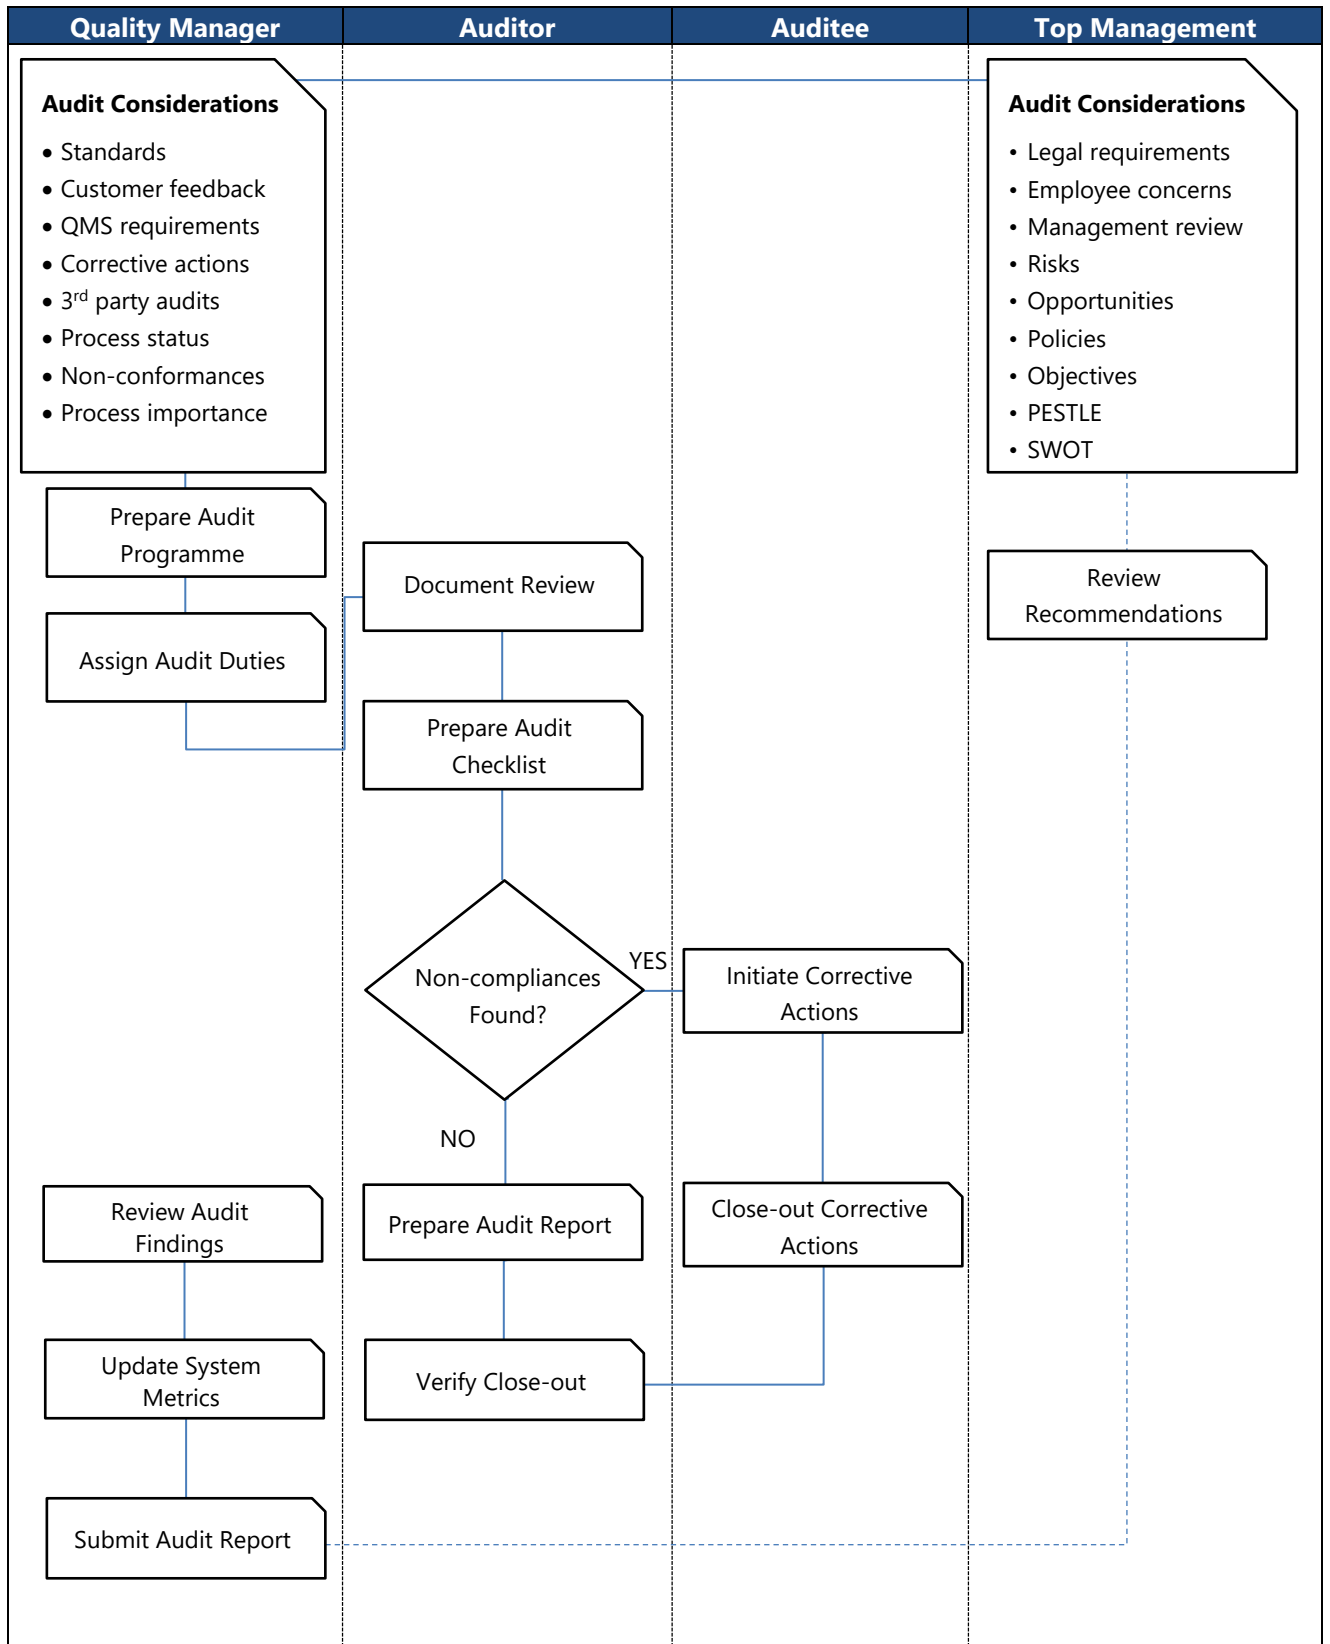 Quality Manager
Auditor
Auditee
Top Management
Audit Considerations
• Standards
• Customer feedback
• QMS requirements
• Corrective actions
• 3rd party audits
• Process status
• Non-conformances
• Process importance
Audit Considerations
• Legal requirements
• Employee concerns
• Management review
• Risks
• Opportunities
• Policies
• Objectives
• PESTLE
• SWOT
Prepare Audit
Programme
Assign Audit Duties
Document Review
Review
Recommendations
Prepare Audit
Checklist
Non-compliances
Found?
YES
Initiate Corrective
Actions
NO
Review Audit
Findings
Prepare Audit Report
Close-out Corrective
Actions
Update System
Metrics
Verify Close-out
Submit Audit Report